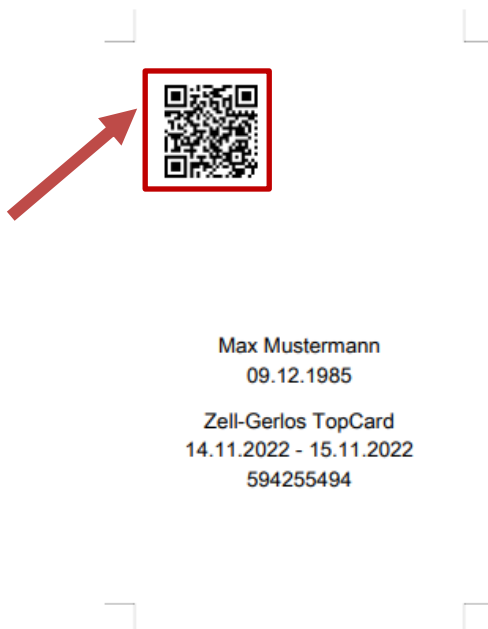 Max Mustermann
09.12.1985
Zell-Gerlos TopCard
14.11.2022 - 15.11.2022
594255494